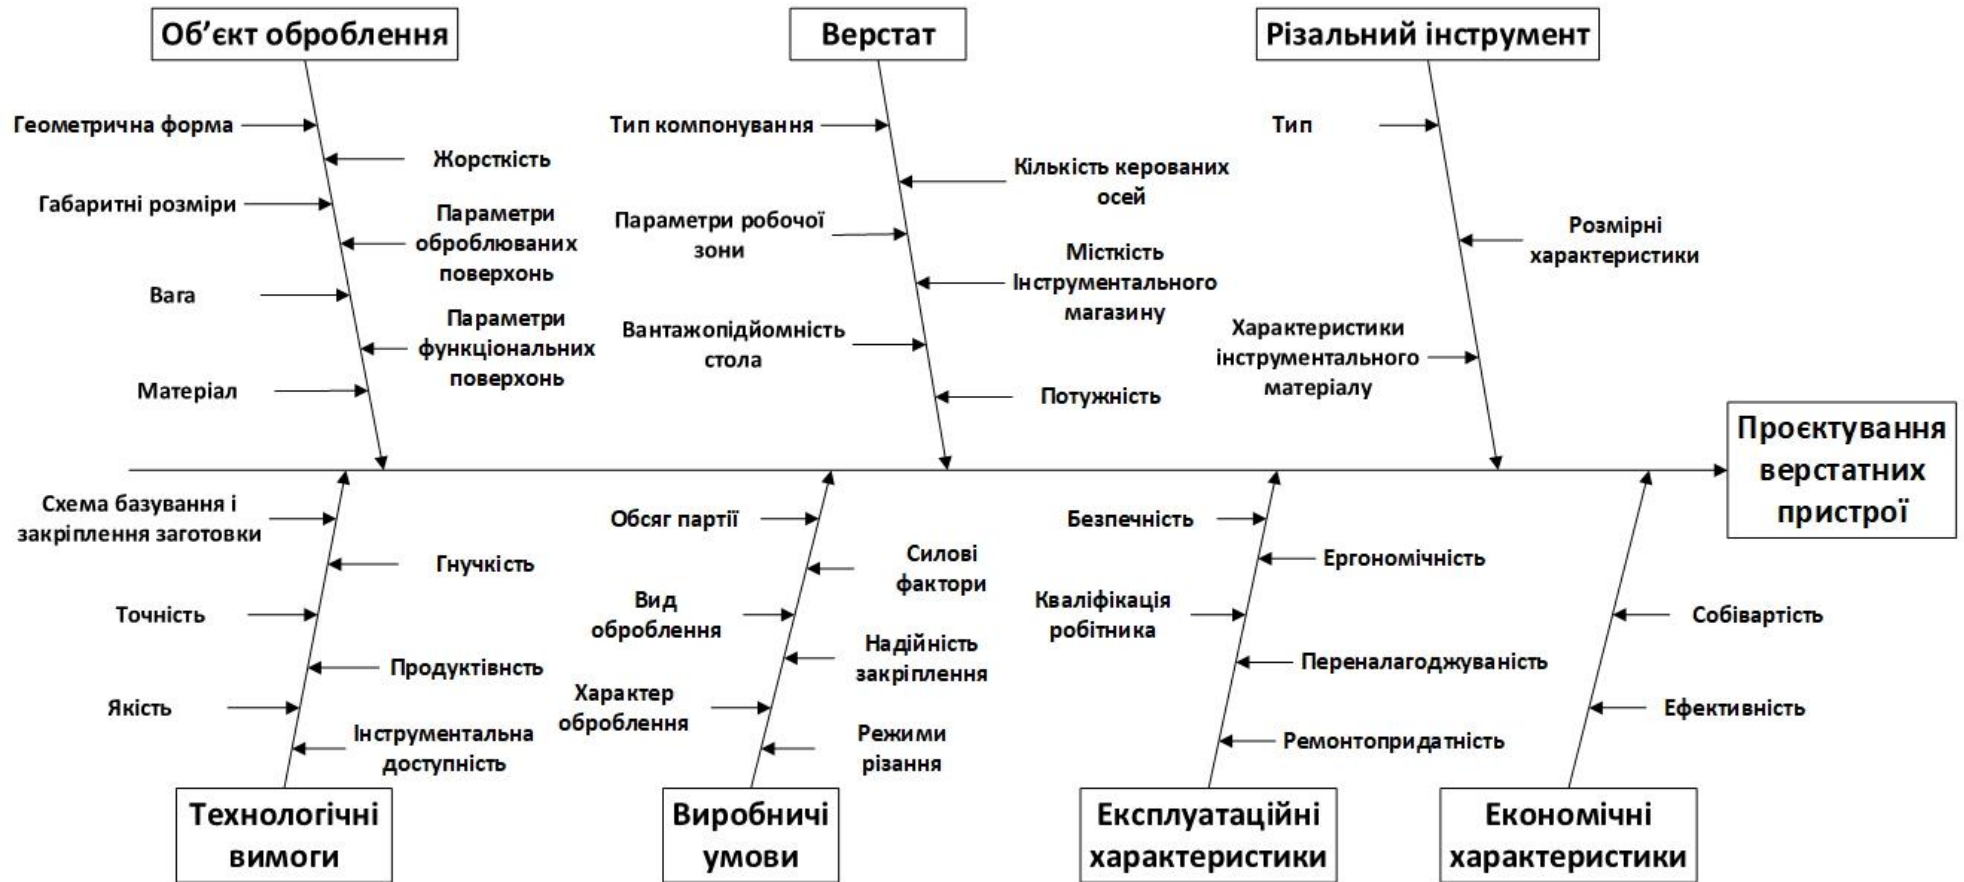 Об’єкт оброблення
Верстат
Різальний інструмент
Геометрична форма
Жорсткість
Габаритні розміри
Параметри
оброблюваних
поверхонь
Вага
Параметри
функціональних
поверхонь
Матеріал
Тип компонування
Кількість керованих
осей
Параметри робочої
зони
Місткість
Інструментального
магазину
Вантажопідйомність
стола
Потужність
Тип
Розмірні
характеристики
Характеристики
інструментального
матеріалу
Проєктування
верстатних
пристрої
Схема базування і
закріплення заготовки
Гнучкість
Точність
Продуктівнсть
Якість
Інструментальна
доступність
Обсяг партії
Силові
фактори
Вид
оброблення
Надійність
закріплення
Характер
оброблення
Режими
різання
Безпечність
Ергономічність
Кваліфікація
робітника
Переналагоджуваність
Ремонтопридатність
Собівартість
Ефективність
Технологічні
вимоги
Виробничі
умови
Експлуатаційні
характеристики
Економічні
характеристики